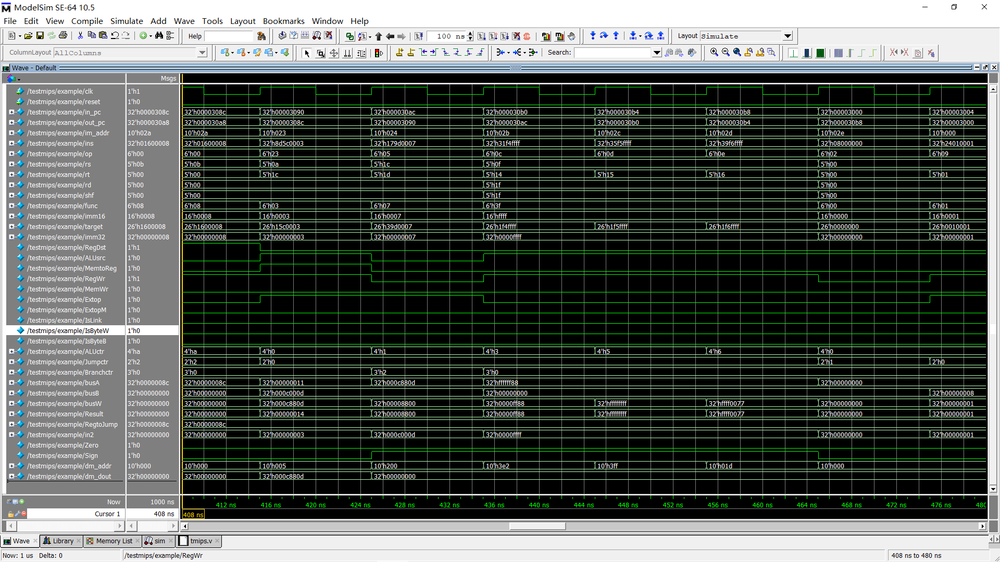 ModelSim SE-64 10.5
File Edit View Compile Simulate Add Wave Tools Layout Bookmarks Window Help
Help 100 ns Layout Simulate
ColumnLayout AllColumns Search:
Wave - Default
Msgs
/testmips/example/clk 1'h1
/testmips/example/reset 1'h0
/testmips/example/in_pc 32'h0000308c 32'h0000308c 32'h00003090 32'h000030ac 32'h000030b0 32'h000030b4 32'h000030b8 32'h00003000 32'h00003004
/testmips/example/out_pc 32'h000030a8 32'h000030a8 32'h0000308c 32'h00003090 32'h000030ac 32'h000030b0 32'h000030b4 32'h000030b8 32'h00003000
/testmips/example/im_addr 10'h02a 10'h02a 10'h023 10'h024 10'h02b 10'h02c 10'h02d 10'h02e 10'h000
/testmips/example/ins 32'h01600008 32'h01600008 32'h8d5c0003 32'h179d0007 32'h31f4ffff 32'h35f5ffff 32'h39f6ffff 32'h08000000 32'h24010001
/testmips/example/op 6'h00 6'h00 6'h23 6'h05 6'h0c 6'h0d 6'h0e 6'h02 6'h09
/testmips/example/rs 5'h0b 5'h0b 5'h0a 5'h1c 5'h0f 5'h00
/testmips/example/rt 5'h00 5'h00 5'h1c 5'h1d 5'h14 5'h15 5'h16 5'h00 5'h01
/testmips/example/rd 5'h00 5'h00 5'h1f 5'h00
/testmips/example/shf 5'h00 5'h00 5'h1f 5'h00
/testmips/example/func 6'h08 6'h08 6'h03 6'h07 6'h3f 6'h00 6'h01
/testmips/example/imm16 16'h0008 16'h0008 16'h0003 16'h0007 16'hffff 16'h0000 16'h0001
/testmips/example/target 26'h1600008 26'h1600008 26'h15c0003 26'h39d0007 26'h1f4ffff 26'h1f5ffff 26'h1f6ffff 26'h0000000 26'h0010001
/testmips/example/imm32 32'h00000008 32'h00000008 32'h00000003 32'h00000007 32'h0000ffff 32'h00000000 32'h00000001
/testmips/example/RegDst 1'h1
/testmips/example/ALUsrc 1'h0
/testmips/example/MemtoReg 1'h0
/testmips/example/RegWr 1'h1
/testmips/example/MemWr 1'h0
/testmips/example/Extop 1'h0
/testmips/example/ExtopM 1'h0
/testmips/example/IsLink 1'h0
/testmips/example/IsByteW 1'h0
/testmips/example/IsByteB 1'h0
/testmips/example/ALUctr 4'ha 4'ha 4'h0 4'h1 4'h3 4'h5 4'h6 4'h0
/testmips/example/Jumpctr 2'h2 2'h2 2'h0 2'h1 2'h0
/testmips/example/Branchctr 3'h0 3'h0 3'h2 3'h0
/testmips/example/busA 32'h0000008c 32'h0000008c 32'h00000011 32'h000c880d 32'hffffff88 32'h00000000
/testmips/example/busB 32'h00000000 32'h00000000 32'h000c000d 32'h00000000 32'h00000008
/testmips/example/busW 32'h00000000 32'h00000000 32'h000c880d 32'h00008800 32'h0000ff88 32'hffffffff 32'hffff0077 32'h00000000 32'h00000001
/testmips/example/Result 32'h00000000 32'h00000000 32'h00000014 32'h00008800 32'h0000ff88 32'hffffffff 32'hffff0077 32'h00000000 32'h00000001
/testmips/example/RegtoJump 32'h0000008c 32'h0000008c
/testmips/example/in2 32'h00000000 32'h00000000 32'h00000003 32'h000c000d 32'h0000ffff 32'h00000000 32'h00000001
/testmips/example/Zero 1'h0
/testmips/example/Sign 1'h0
/testmips/example/dm_addr 10'h000 10'h000 10'h005 10'h200 10'h3e2 10'h3ff 10'h01d 10'h000
/testmips/example/dm_dout 32'h00000000 32'h00000000 32'h000c880d 32'h00000000
Now 1000 ns 412 ns 416 ns 420 ns 424 ns 428 ns 432 ns 436 ns 440 ns 444 ns 448 ns 452 ns 456 ns 460 ns 464 ns 468 ns 472 ns 476 ns 480
Cursor 1 408 ns 408 ns
Wave Library Memory List sim tmips.v
Now: 1 us Delta: 0 /testmips/example/RegWr 408 ns to 480 ns